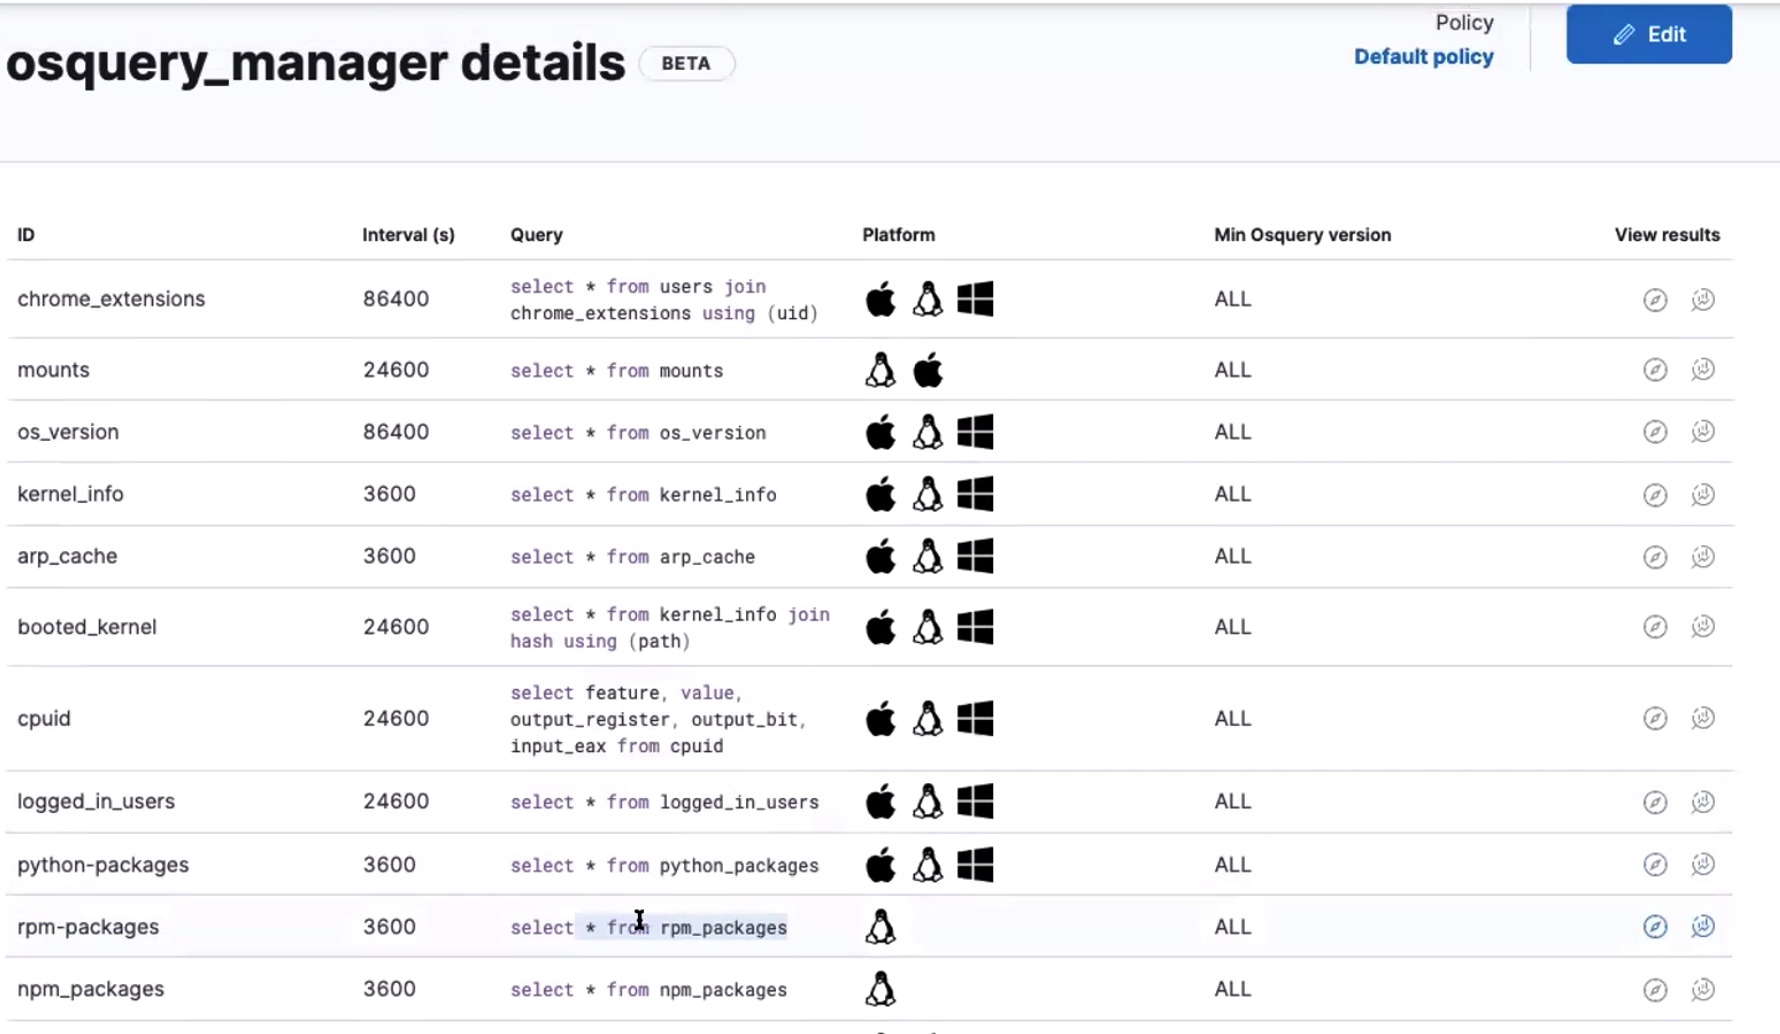 Policy
osquery_manager details BETA
Default policy
Edit
ID Interval (s) Query Platform Min Osquery version View results
chrome_extensions 86400 select * from users join ALL
chrome_extensions using (uid)
mounts 24600 select * from mounts ALL
os_version 86400 select * from os_version ALL
kernel_info 3600 select * from kernel_info ALL
arp_cache 3600 select * from arp_cache ALL
booted_kernel 24600 select * from kernel_info join ALL
hash using (path)
cpuid 24600 select feature, value, ALL
output_register, output_bit,
input_eax from cpuid
logged_in_users 24600 select * from logged_in_users ALL
python-packages 3600 select * from python_packages ALL
rpm-packages 3600 select * from rpm_packages ALL
npm_packages 3600 select * from npm_packages ALL